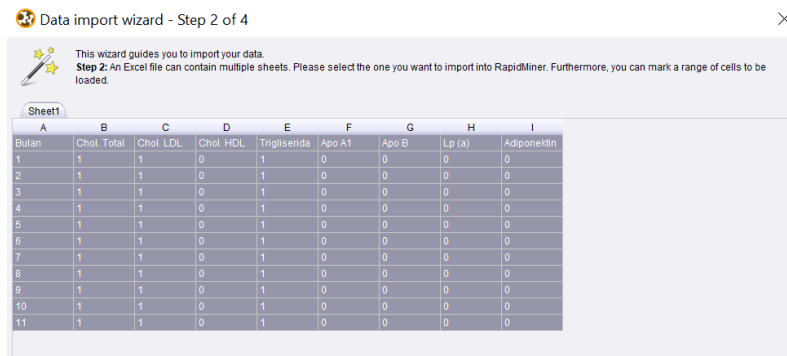 Data import wizard - Step 2 of 4
This wizard guides you to import your data.
Step 2: An Excel file can contain multiple sheets. Please select the one you want to import into RapidMiner. Furthermore, you can mark a range of cells to be
loaded.
Sheet1
A B C D E F G H I
Bulan Chol. Total Chol. LDL Chol. HDL Trigliserida Apo A1 Apo B Lp (a) Adiponektin
1 1 1 0 1 0 0 0 0
2 1 1 0 1 0 0 0 0
3 1 1 0 1 0 0 0 0
4 1 1 0 1 0 0 0 0
5 1 1 0 1 0 0 0 0
6 1 1 0 1 0 0 0 0
7 1 1 0 1 0 0 0 0
8 1 1 0 1 0 0 0 0
9 1 1 0 1 0 0 0 0
10 1 1 0 1 0 0 0 0
11 1 1 0 1 0 0 0 0